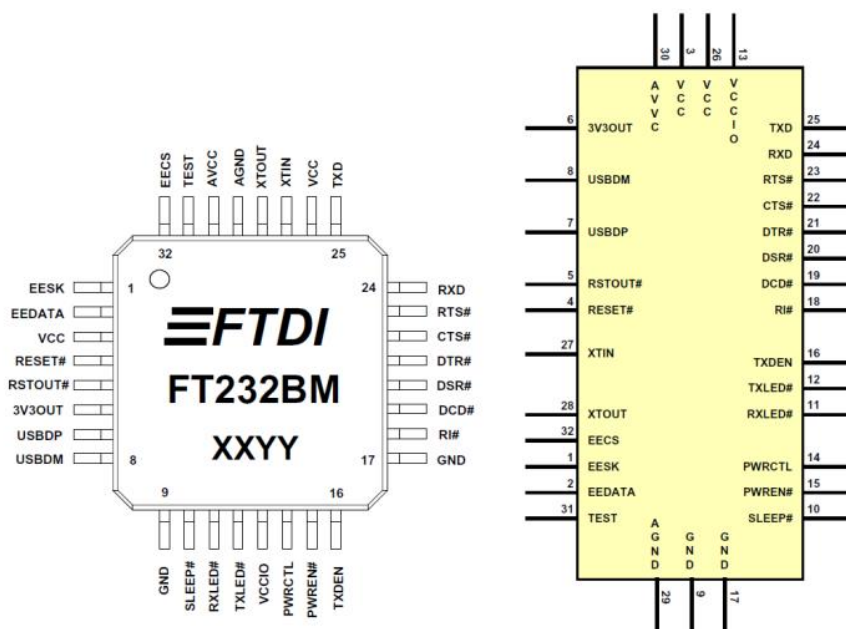 EECS
TEST
AVCC
AGND
XTOUT
XTIN
VCC
TXD
32
25
EESK
EEDATA
VCC
RESET#
RSTOUT#
3V3OUT
USBDP
USBDM
1
8
FTDI
FT232BM
XXYY
24
17
RXD
RTS#
CTS#
DTR#
DSR#
DCD#
RI#
GND
9
16
GND
SLEEP#
RXLED#
TXLED#
VCCIO
PWRCTL
PWREN#
TXDEN
30
3
26
13
AVVC
VCC
VCC
VCCIO
6 3V3OUT
8 USBDM
7 USBDP
5 RSTOUT#
4 RESET#
27 XTIN
28 XTOUT
32 EECS
1 EESK
2 EEDATA
31 TEST
TXD 25
RXD 24
RTS# 23
CTS# 22
DTR# 21
DSR# 20
DCD# 19
RI# 18
TXDEN 16
TXLED# 12
RXLED# 11
PWRCTL 14
PWREN# 15
SLEEP# 10
AGND
GND
GND
29
9
17